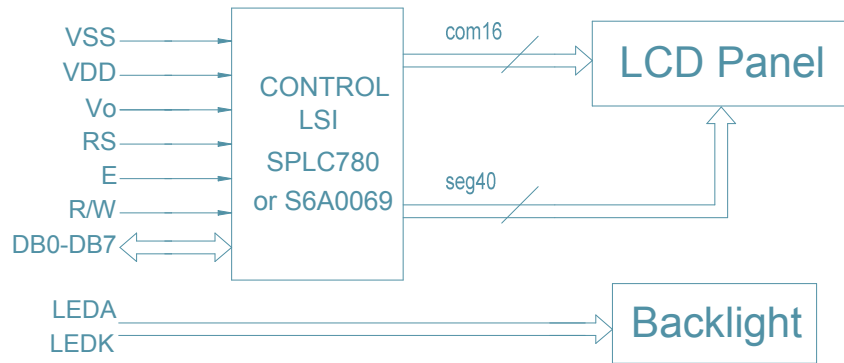 VSS
VDD
Vo
RS
E
R/W
DB0-DB7
CONTROL
LSI
SPLC780
or S6A0069
com16
seg40
LCD Panel
LEDA
LEDK
Backlight